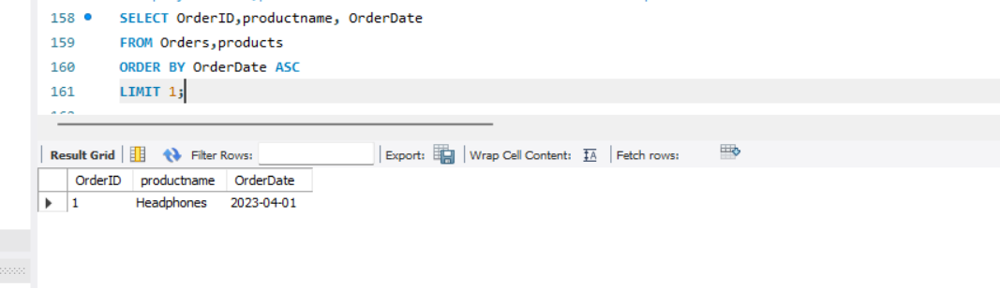 158 SELECT OrderID,productname, OrderDate
159 FROM Orders,products
160 ORDER BY OrderDate ASC
161 LIMIT 1;
Result Grid Filter Rows: Export: Wrap Cell Content: Fetch rows:
OrderID productname OrderDate
1 Headphones 2023-04-01